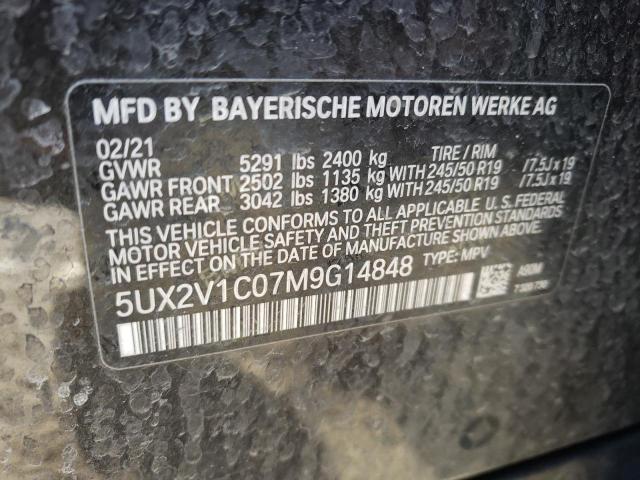 MFD BY BAYERISCHE MOTOREN WERKE AG
02/21 TIRE / RIM
GVWR 5291 lbs 2400 kg
GAWR FRONT 2502 lbs 1135 kg WITH 245/50 R19 /7.5J x 19
GAWR REAR 3042 lbs 1380 kg WITH 245/50 R19 /7.5J x 19
THIS VEHICLE CONFORMS TO ALL APPLICABLE U. S. FEDERAL
MOTOR VEHICLE SAFETY AND THEFT PREVENTION STANDARDS
IN EFFECT ON THE DATE OF MANUFACTURE SHOWN ABOVE.
5UX2V1C07M9G14848 TYPE: MPV